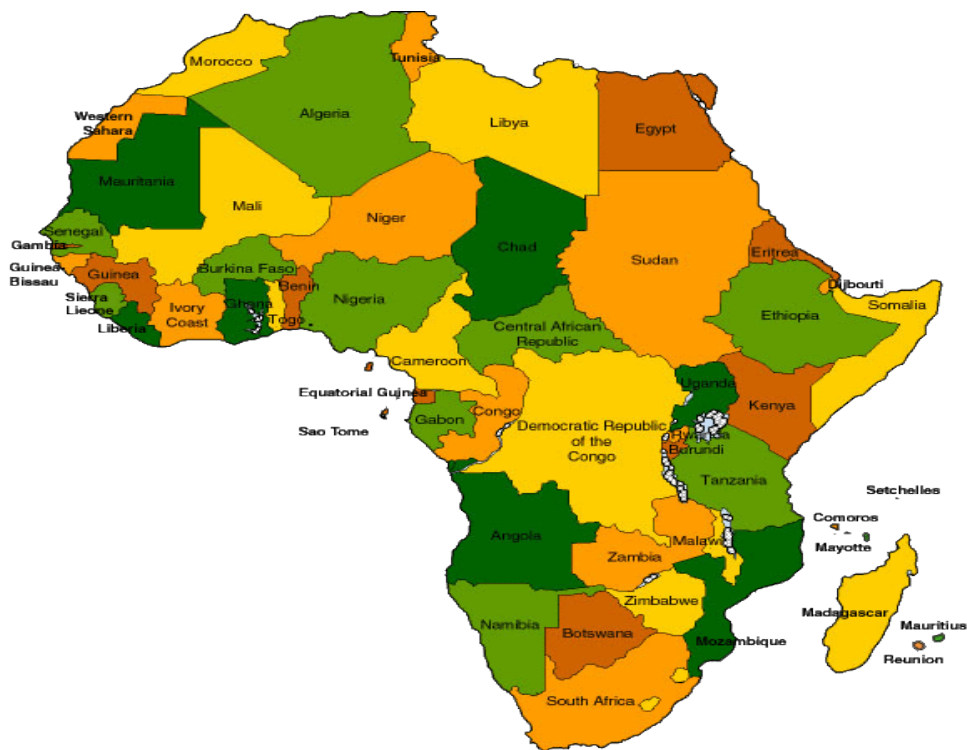 Morocco
Tunisia
Algeria
Libya
Egypt
Western
Sahara
Mauritania
Mali
Niger
Chad
Sudan
Eritrea
Senegal
Gambia
Guinea-
Bissau
Guinea
Burkina Faso
Benin
Nigeria
Djibouti
Somalia
Ethiopia
Sierra
Lieone
Liberia
Ivory
Coast
Ghana
Togo
Central African
Republic
Cameroon
Equatorial Guinea
Sao Tome
Gabon
Congo
Democratic Republic
of the
Congo
Uganda
Kenya
Rwanda
Burundi
Tanzania
Setchelles
Comoros
Mayotte
Angola
Zambia
Malawi
Zimbabwe
Madagascar
Mauritius
Reunion
Namibia
Botswana
Mozambique
South Africa